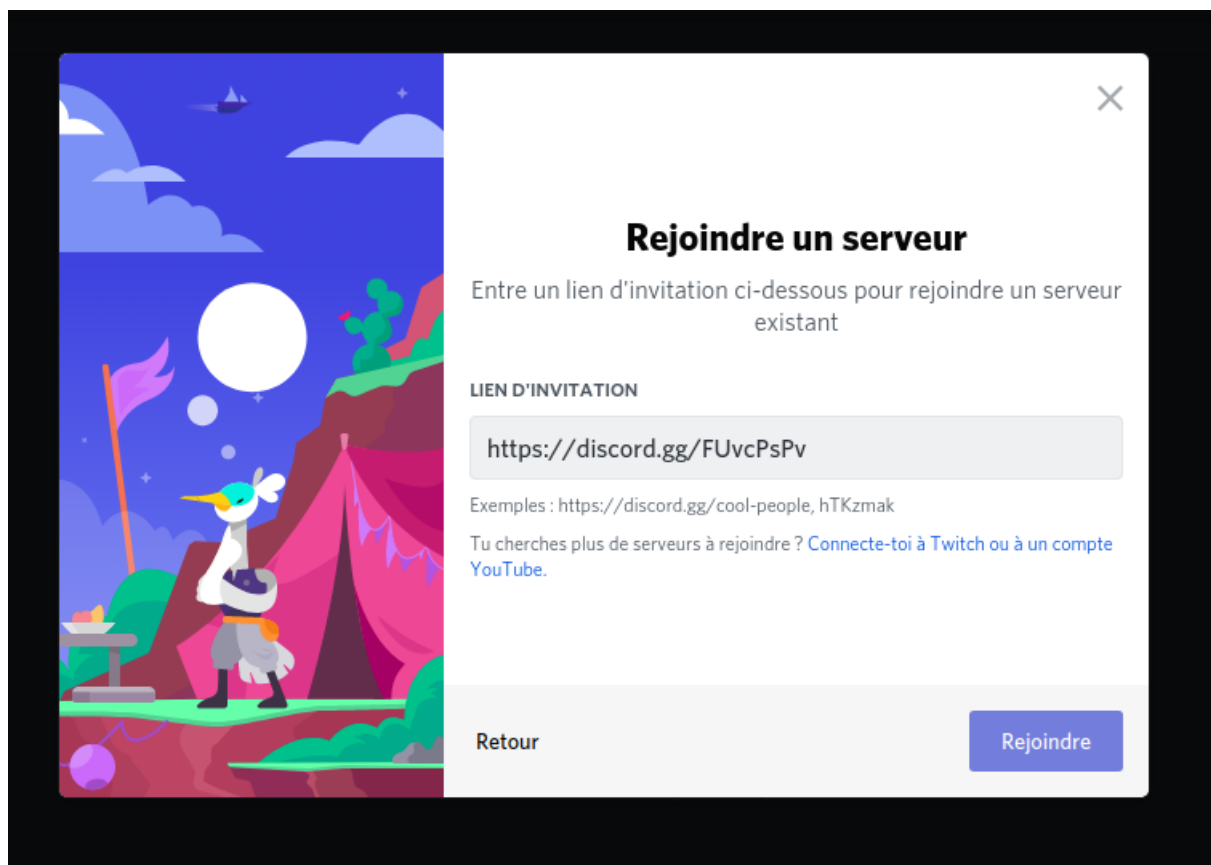 Rejoindre un serveur
Entre un lien d'invitation ci-dessous pour rejoindre un serveur
existant
LIEN D'INVITATION
https://discord.gg/FUvcPsPv
Exemples : https://discord.gg/cool-people, hTKzmak
Tu cherches plus de serveurs à rejoindre ? Connecte-toi à Twitch ou à un compte
YouTube.
Retour
Rejoindre